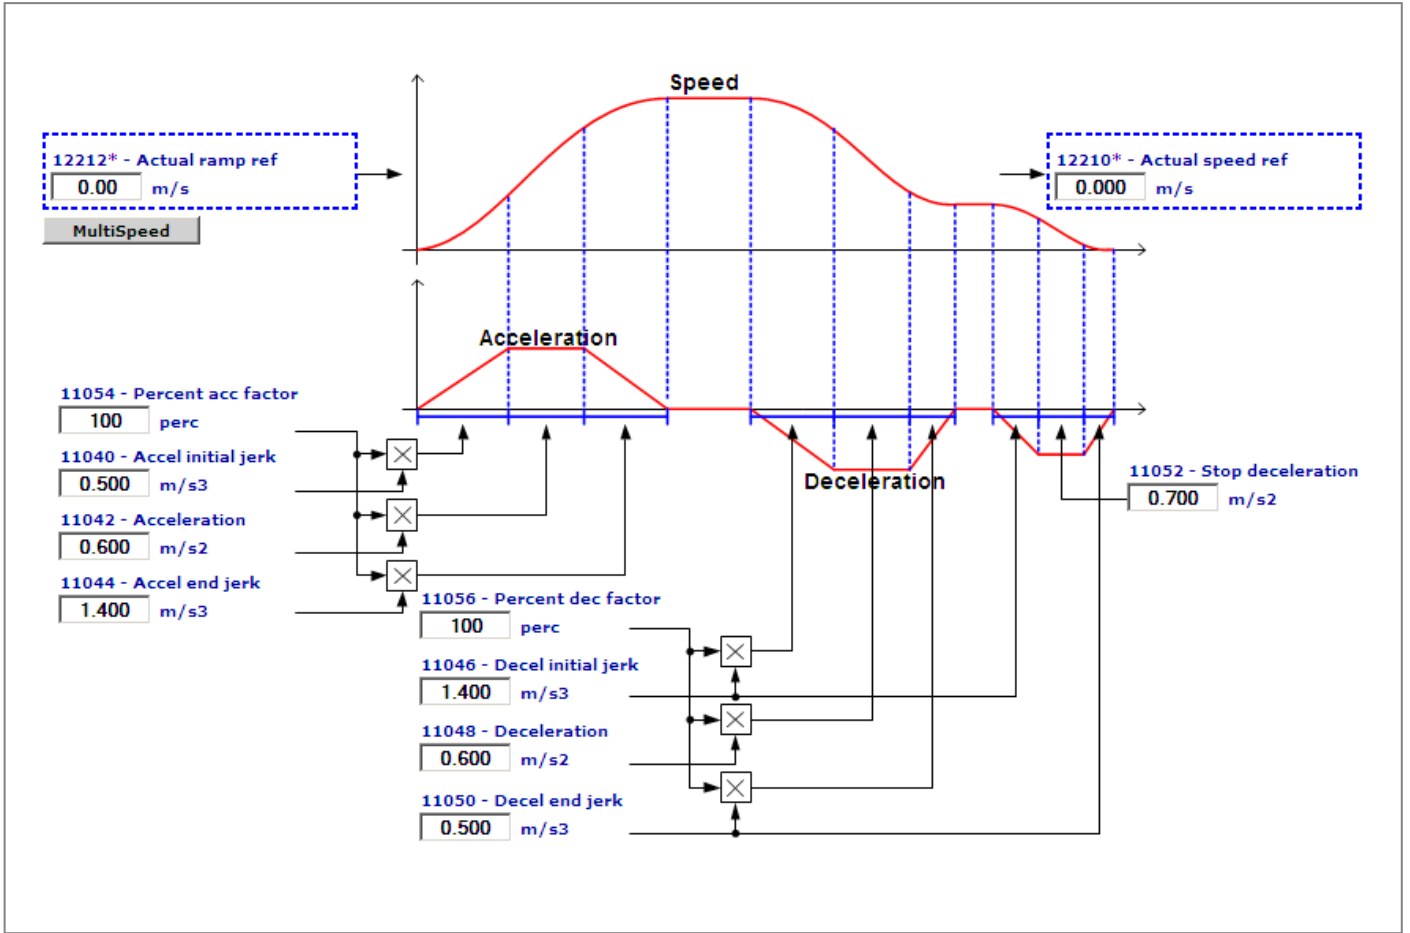 Speed
12212* - Actual ramp ref
0.00 m/s
MultiSpeed
12210* - Actual speed ref
0.000 m/s
Acceleration
11054 - Percent acc factor
100 perc
11040 - Accel initial jerk
0.500 m/s3
11042 - Acceleration
0.600 m/s2
11044 - Accel end jerk
1.400 m/s3
Deceleration
11052 - Stop deceleration
0.700 m/s2
11056 - Percent dec factor
100 perc
11046 - Decel initial jerk
1.400 m/s3
11048 - Deceleration
0.600 m/s2
11050 - Decel end jerk
0.500 m/s3